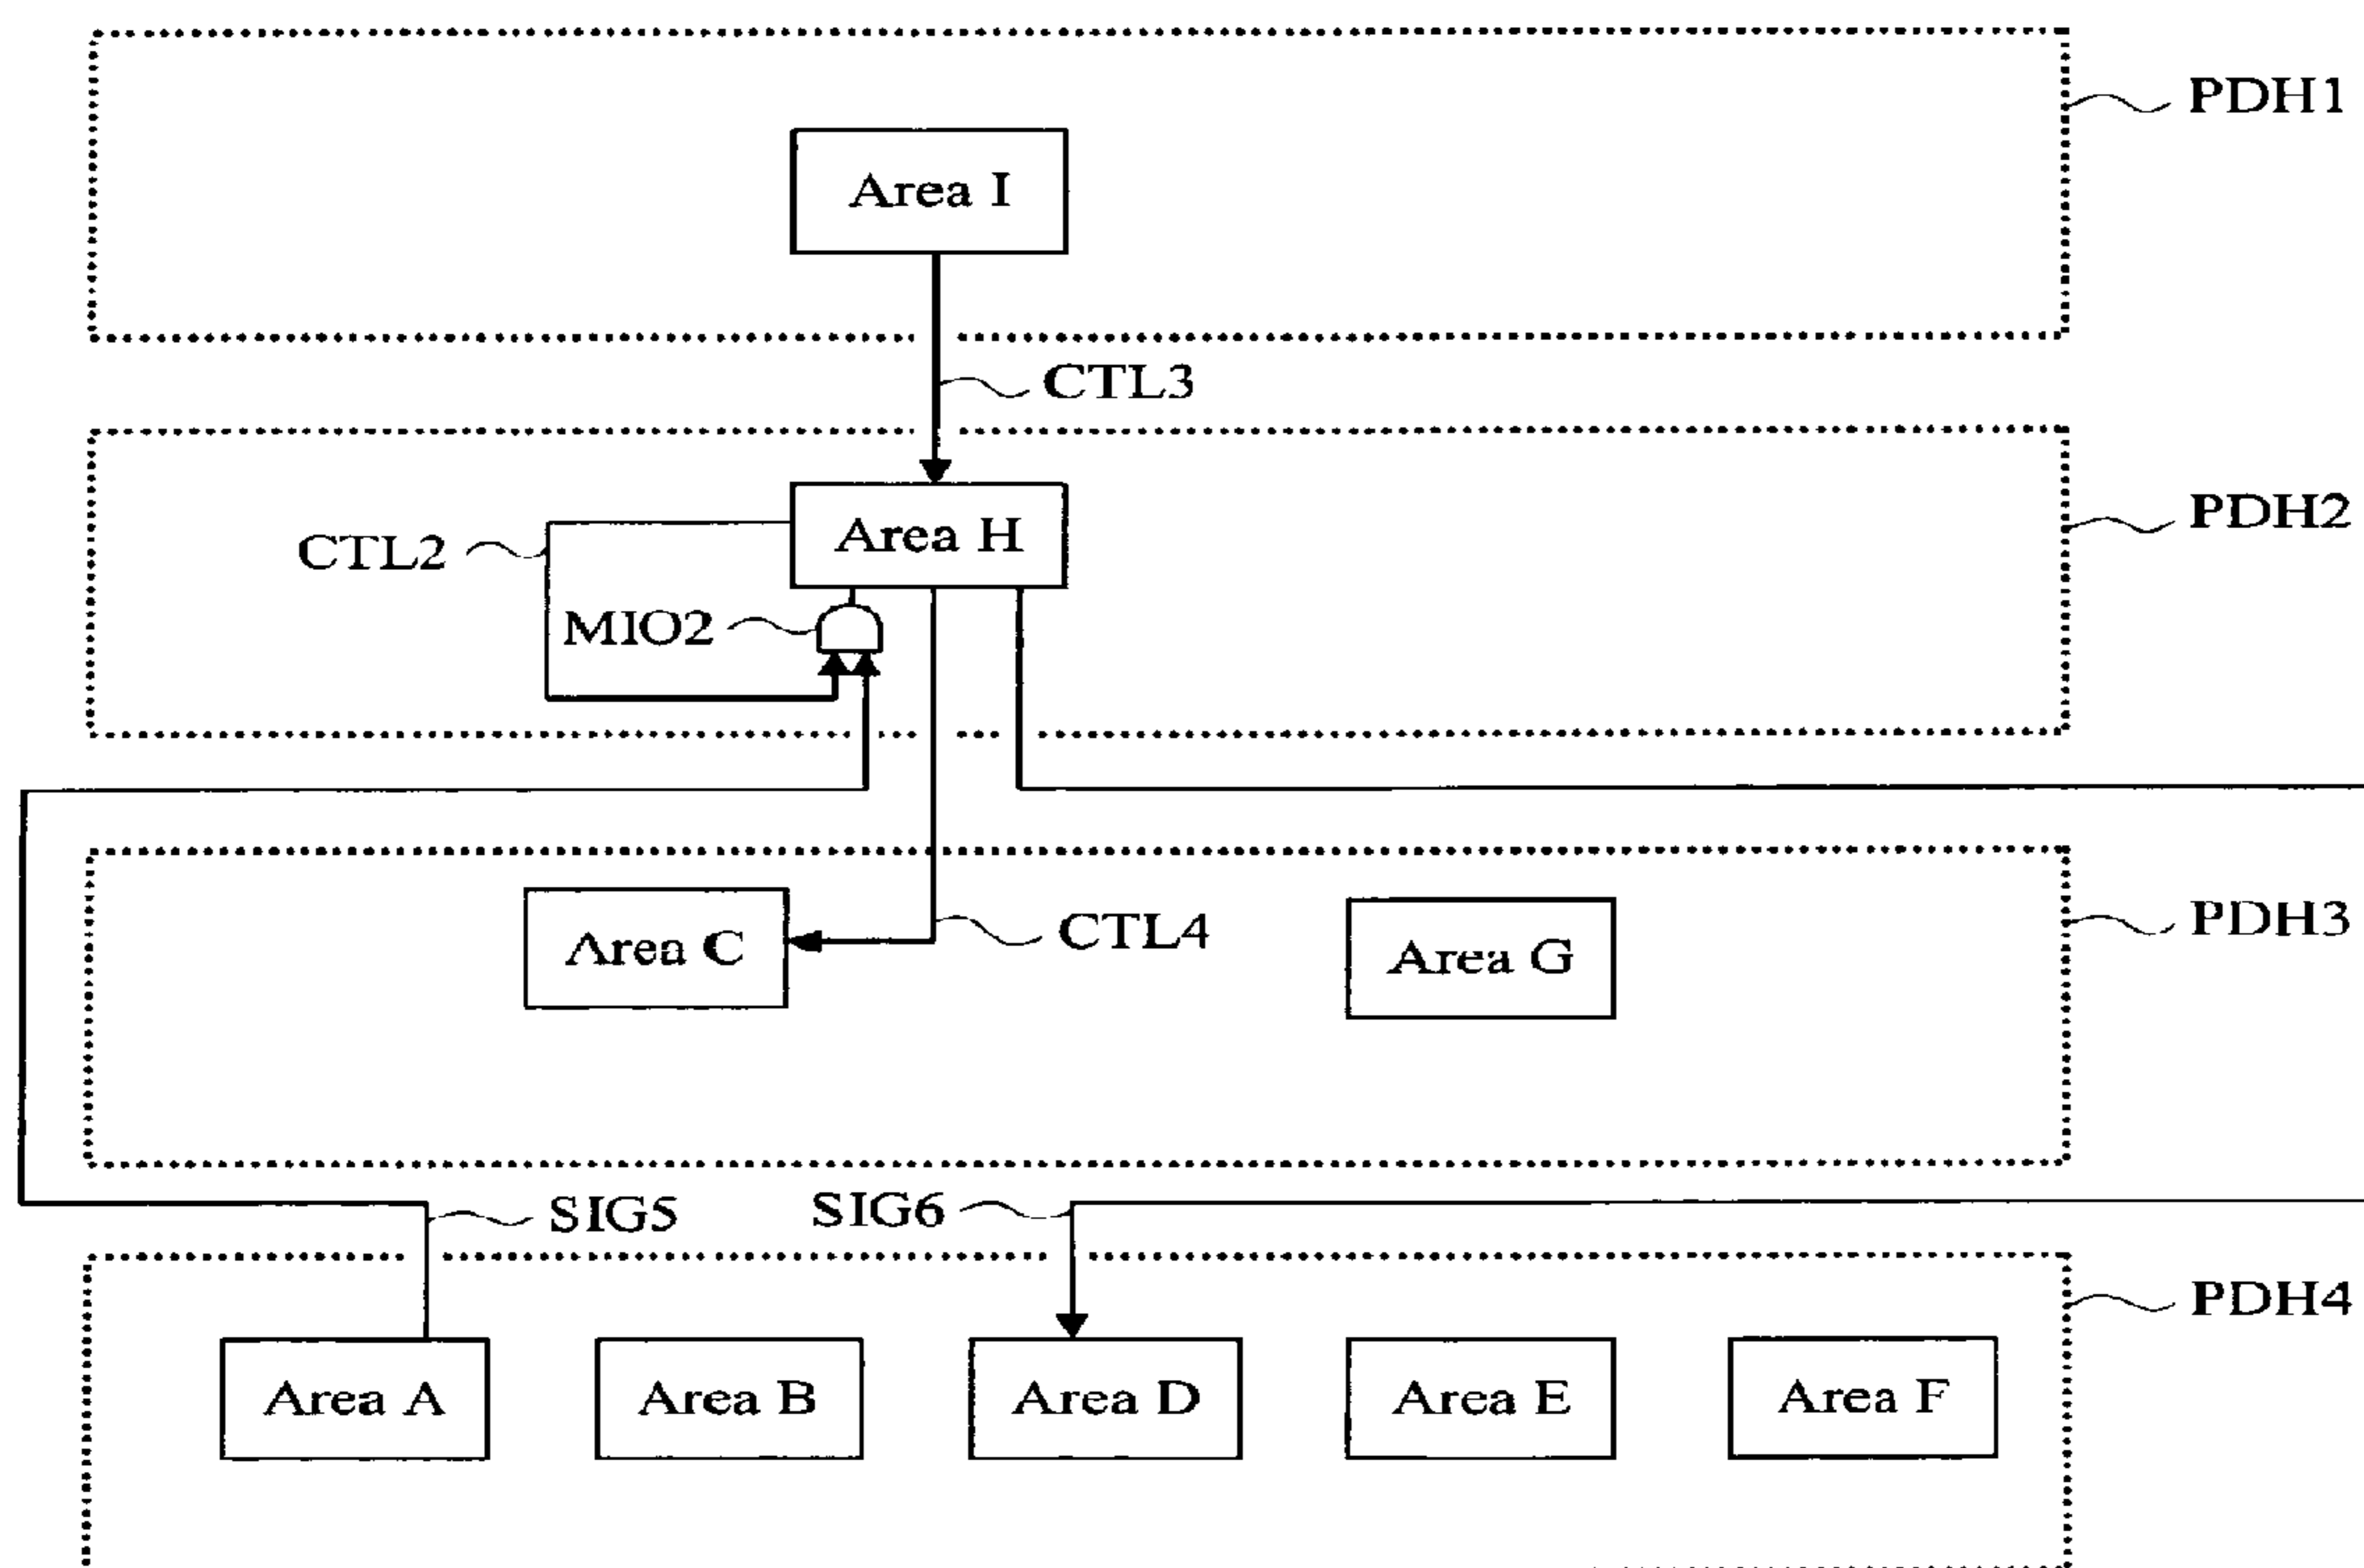 PDH1
Area I
CTL3
PDH2
Area H
CTL2
MIO2
PDH3
Area C
CTL4
Area G
SIG5
SIG6
PDH4
Area A
Area B
Area D
Area E
Area F